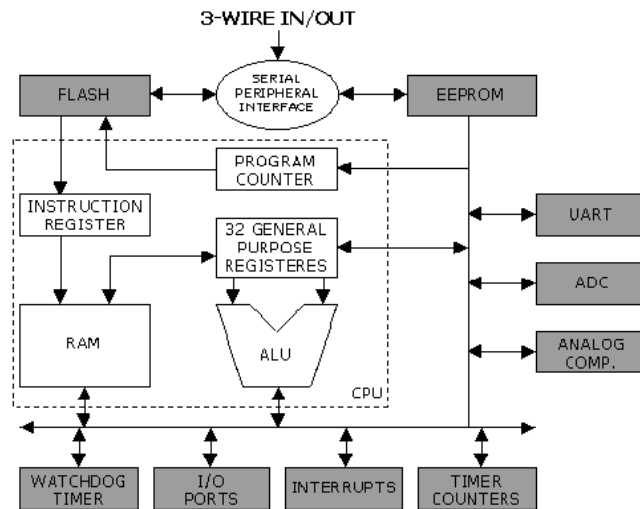 3-WIRE IN/OUT
FLASH
SERIAL
PERIPHERAL
INTERFACE
EEPROM
PROGRAM
COUNTER
INSTRUCTION
REGISTER
32 GENERAL
PURPOSE
REGISTERES
UART
ADC
RAM
ALU
ANALOG
COMP.
CPU
WATCHDOG
TIMER
I/O
PORTS
INTERRUPTS
TIMER
COUNTERS